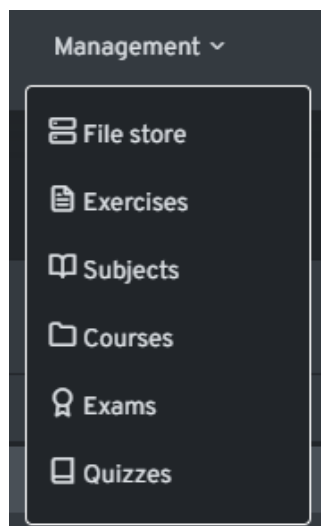 Management
File store
Exercises
Subjects
Courses
Exams
Quizzes